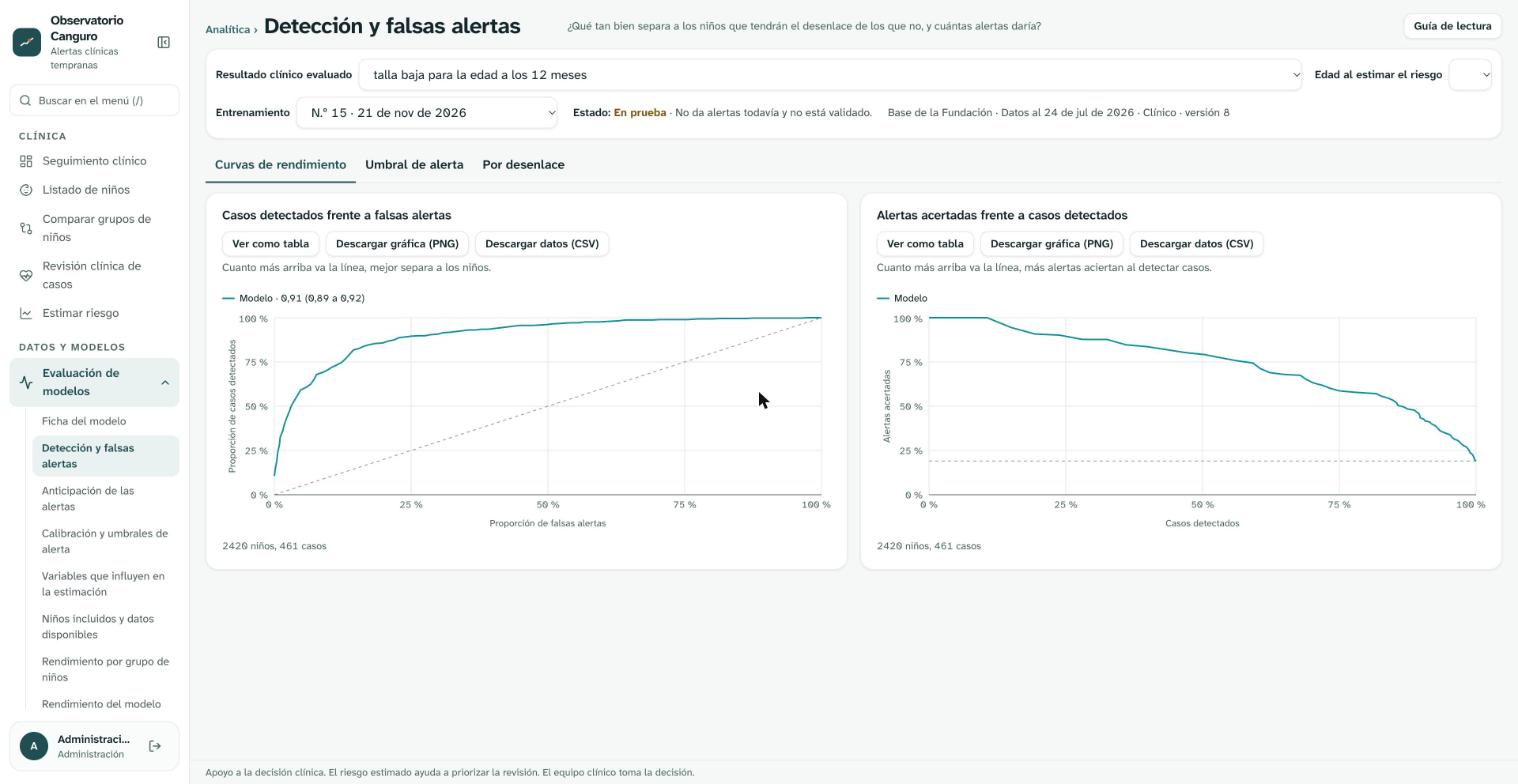 Observatorio
Canguro
Alertas clínicas
tempranas
Buscar en el menú (/)
CLÍNICA
Seguimiento clínico
Listado de niños
Comparar grupos de
niños
Revisión clínica de
casos
Estimar riesgo
DATOS Y MODELOS
Evaluación de
modelos
Ficha del modelo
Detección y falsas
alertas
Anticipación de las
alertas
Calibración y umbrales de
alerta
Variables que influyen en
la estimación
Niños incluidos y datos
disponibles
Rendimiento por grupo de
niños
Rendimiento del modelo
A
Administraci...
Administración
Analítica › Detección y falsas alertas
¿Qué tan bien separa a los niños que tendrán el desenlace de los que no, y cuántas alertas daría?
Guía de lectura
Resultado clínico evaluado talla baja para la edad a los 12 meses
Edad al estimar el riesgo
Entrenamiento N.º 15 · 21 de nov de 2026
Estado: En prueba · No da alertas todavía y no está validado. Base de la Fundación · Datos al 24 de jul de 2026 · Clínico · versión 8
Curvas de rendimiento Umbral de alerta Por desenlace
Casos detectados frente a falsas alertas
Ver como tabla Descargar gráfica (PNG) Descargar datos (CSV)
Cuanto más arriba va la línea, mejor separa a los niños.
Modelo · 0,91 (0,89 a 0,92)
100 %
75 %
50 %
25 %
0 %
Proporción de casos detectados
0 % 25 % 50 % 75 % 100 %
Proporción de falsas alertas
2420 niños, 461 casos
Alertas acertadas frente a casos detectados
Ver como tabla Descargar gráfica (PNG) Descargar datos (CSV)
Cuanto más arriba va la línea, más alertas aciertan al detectar casos.
Modelo
100 %
75 %
50 %
25 %
0 %
Alertas acertadas
0 % 25 % 50 % 75 % 100 %
Casos detectados
2420 niños, 461 casos
Apoyo a la decisión clínica. El riesgo estimado ayuda a priorizar la revisión. El equipo clínico toma la decisión.